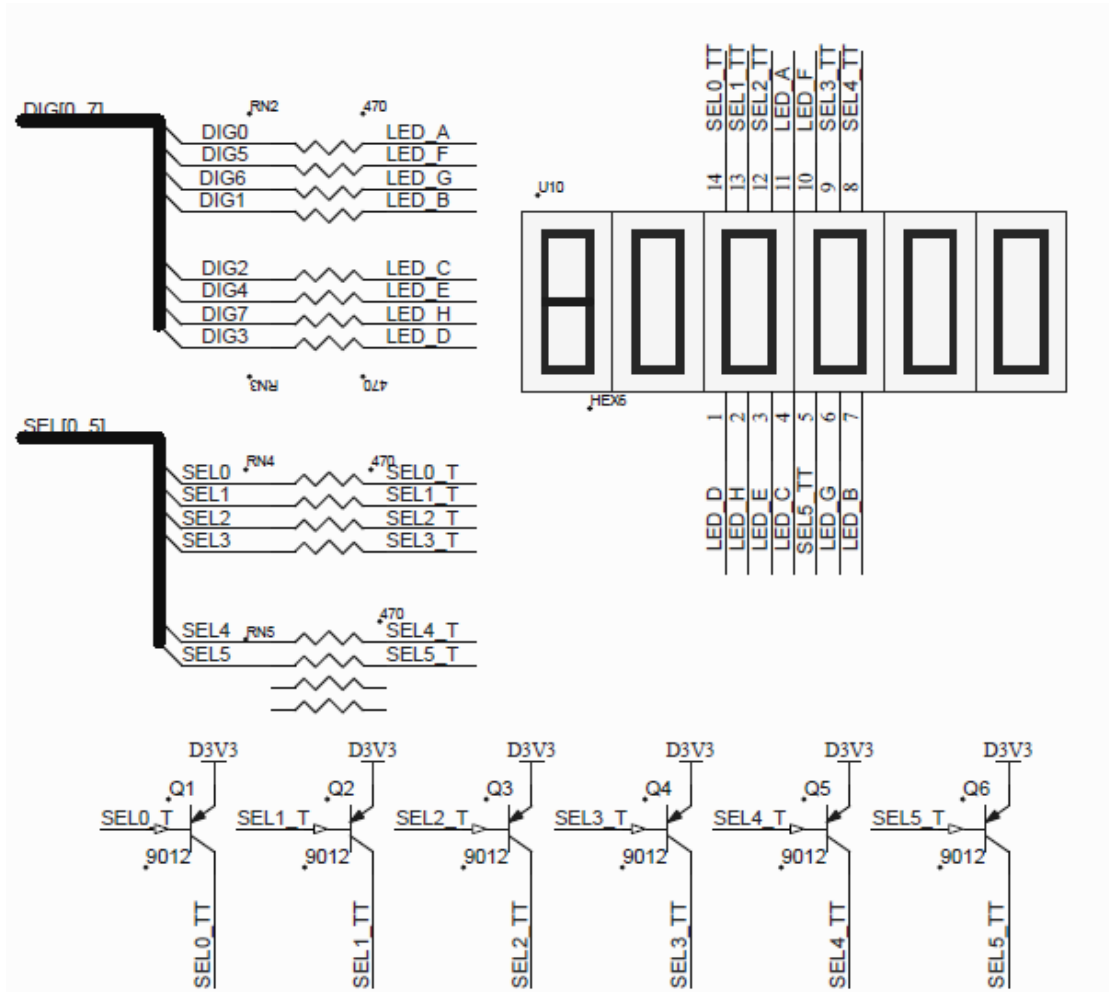 DIG[0..7]
RN2 470
DIG0 LED_A
DIG5 LED_F
DIG6 LED_G
DIG1 LED_B
DIG2 LED_C
DIG4 LED_E
DIG7 LED_H
DIG3 LED_D
RN3 470
SEL[0..5]
RN4 470
SEL0 SEL0_T
SEL1 SEL1_T
SEL2 SEL2_T
SEL3 SEL3_T
470
SEL4 RN5 SEL4_T
SEL5 SEL5_T
SEL0_TT SEL1_TT SEL2_TT LED_A LED_F SEL3_TT SEL4_TT
14 13 12 11 10 9 8
U10
HEX6
1 2 3 4 5 6 7
LED_D LED_H LED_E LED_C SEL5_TT LED_G LED_B
D3V3 D3V3 D3V3 D3V3 D3V3 D3V3
Q1 Q2 Q3 Q4 Q5 Q6
SEL0_T SEL1_T SEL2_T SEL3_T SEL4_T SEL5_T
9012 9012 9012 9012 9012 9012
SEL0_TT SEL1_TT SEL2_TT SEL3_TT SEL4_TT SEL5_TT